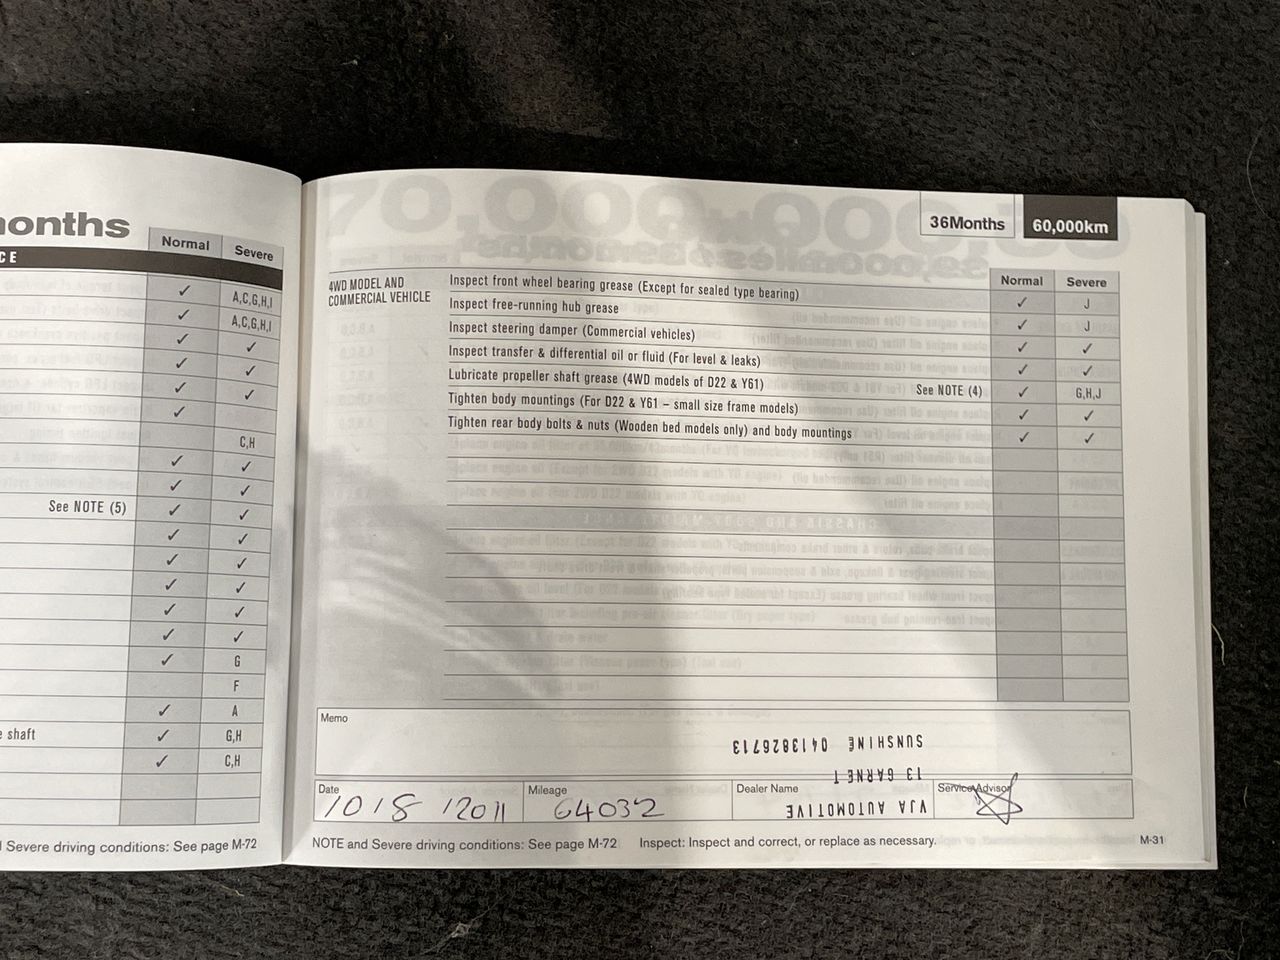 onths
Normal
Severe
CE
✓ A,C,G,H,I
✓ A,C,G,H,I
✓ ✓
✓ ✓
✓ ✓
✓
C,H
✓ ✓
✓ ✓
See NOTE (5) ✓ ✓
✓ ✓
✓ ✓
✓ ✓
✓ ✓
✓ ✓
✓ G
F
✓ A
shaft ✓ G,H
✓ C,H
Severe driving conditions: See page M-72
36Months 60,000km
Normal Severe
4WD MODEL AND
COMMERCIAL VEHICLE
Inspect front wheel bearing grease (Except for sealed type bearing) ✓ J
Inspect free-running hub grease ✓ J
Inspect steering damper (Commercial vehicles) ✓ ✓
Inspect transfer & differential oil or fluid (For level & leaks) ✓ ✓
Lubricate propeller shaft grease (4WD models of D22 & Y61) See NOTE (4) ✓ G,H,J
Tighten body mountings (For D22 & Y61 – small size frame models) ✓ ✓
Tighten rear body bolts & nuts (Wooden bed models only) and body mountings ✓ ✓
Memo
VJA AUTOMOTIVE
13 GARNET
SUNSHINE 0413826713
Date 10/8/2011
Mileage 64032
Dealer Name
Service Advisor
NOTE and Severe driving conditions: See page M-72 Inspect: Inspect and correct, or replace as necessary.
M-31